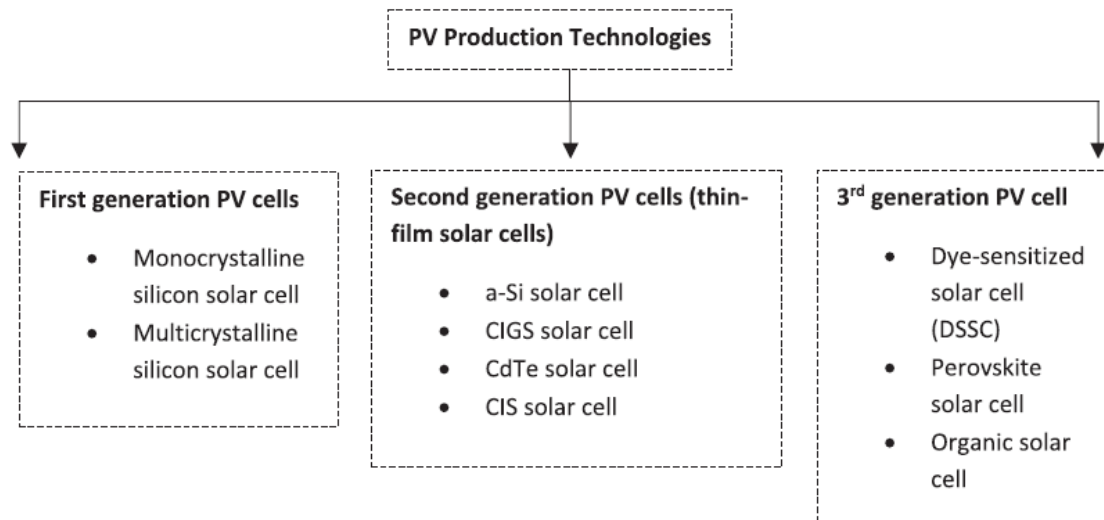 PV Production Technologies
First generation PV cells
• Monocrystalline
silicon solar cell
• Multicrystalline
silicon solar cell
Second generation PV cells (thin-
film solar cells)
• a-Si solar cell
• CIGS solar cell
• CdTe solar cell
• CIS solar cell
3rd generation PV cell
• Dye-sensitized
solar cell
(DSSC)
• Perovskite
solar cell
• Organic solar
cell